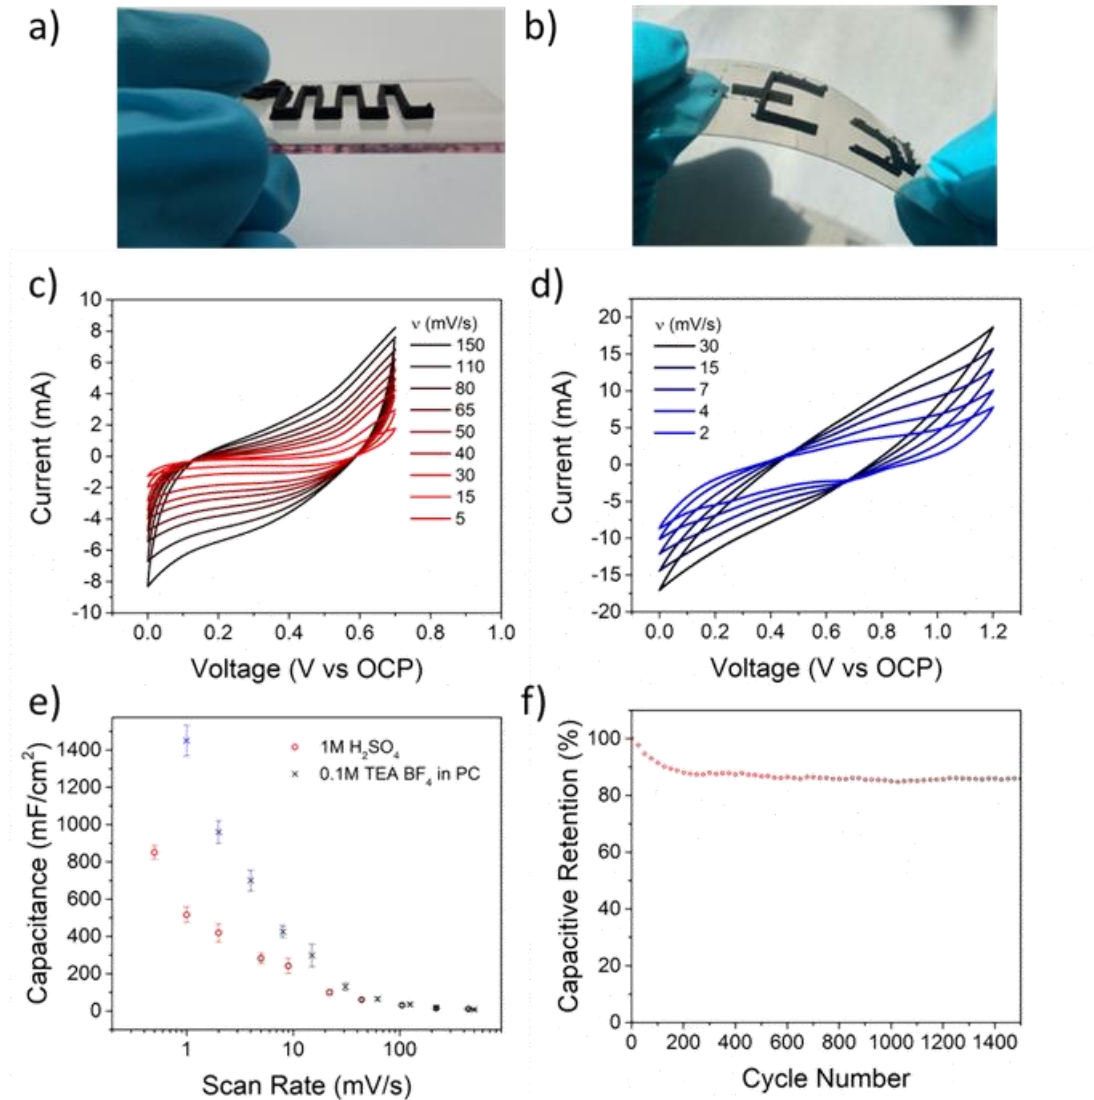 a)
b)
c)
10
8
6
4
2
0
-2
-4
-6
-8
-10
Current (mA)
ν (mV/s)
150
110
80
65
50
40
30
15
5
0.0 0.2 0.4 0.6 0.8 1.0
Voltage (V vs OCP)
d)
20
15
10
5
0
-5
-10
-15
-20
Current (mA)
ν (mV/s)
30
15
7
4
2
0.0 0.2 0.4 0.6 0.8 1.0 1.2
Voltage (V vs OCP)
e)
1400
1200
1000
800
600
400
200
0
Capacitance (mF/cm²)
1M H₂SO₄
0.1M TEA BF₄ in PC
1 10 100
Scan Rate (mV/s)
f)
100
80
60
40
20
0
Capacitive Retention (%)
0 200 400 600 800 1000 1200 1400
Cycle Number